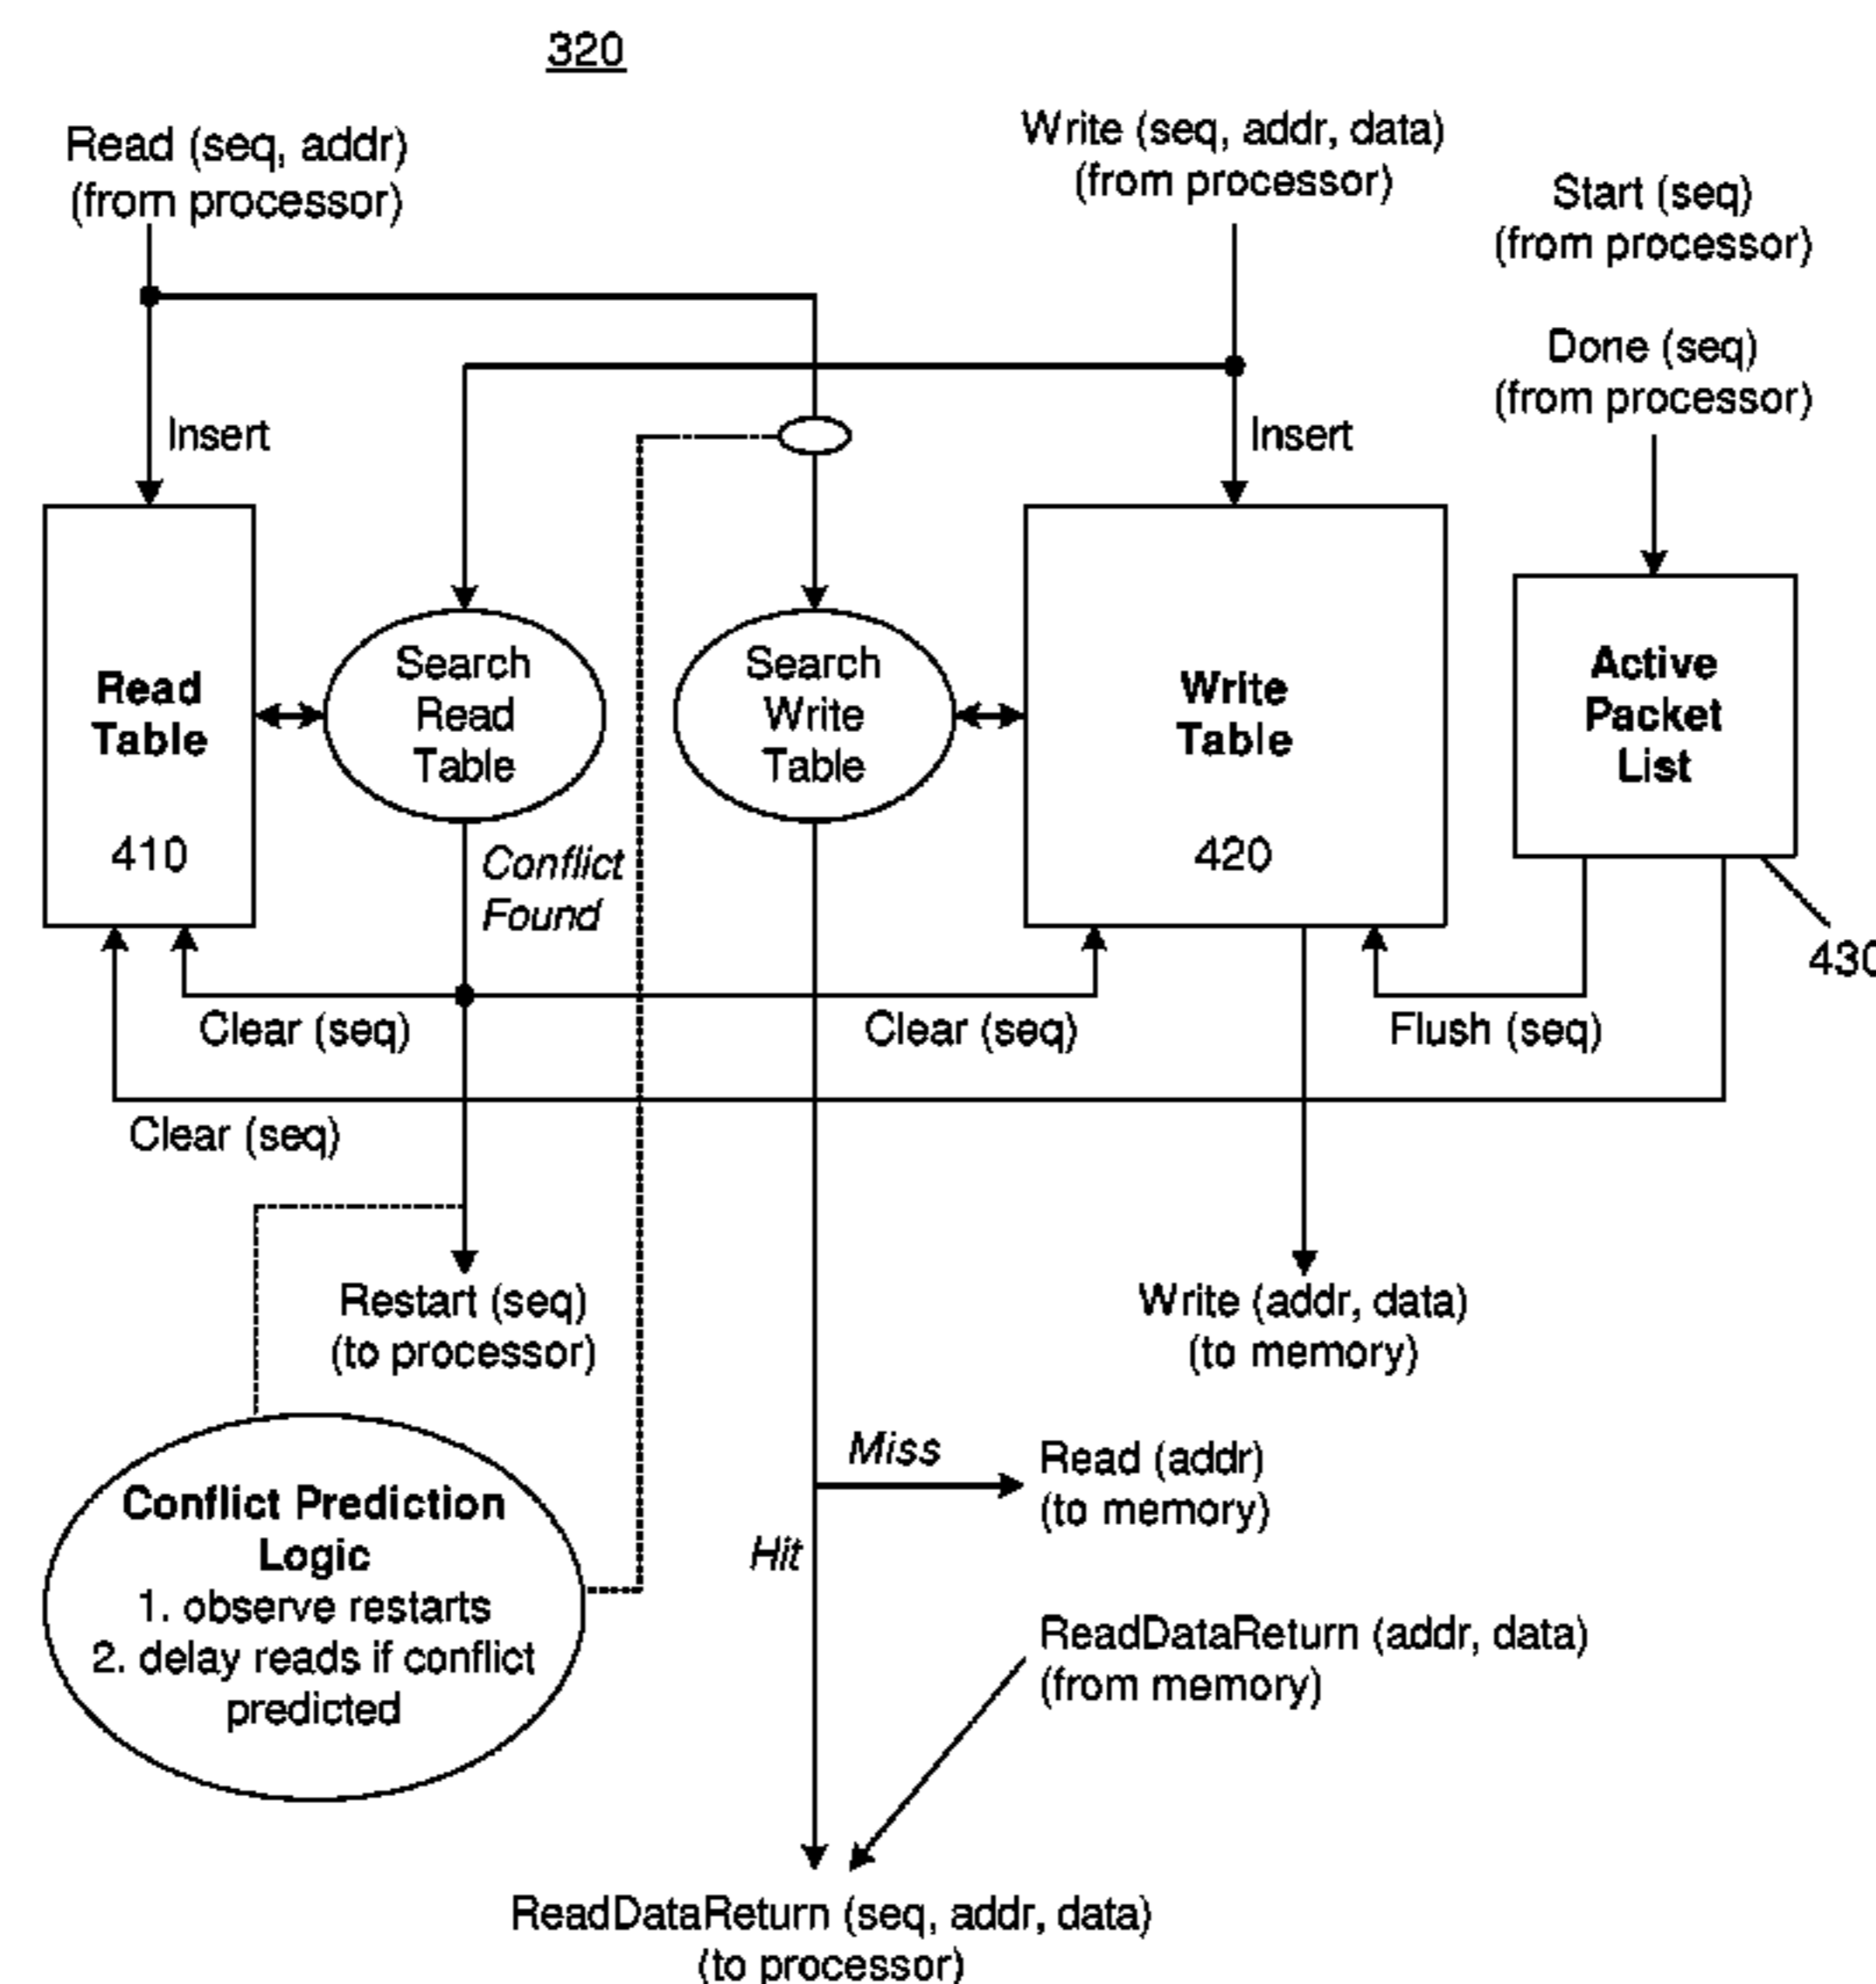 320
Read (seq, addr)
(from processor)
Write (seq, addr, data)
(from processor)
Start (seq)
(from processor)
Done (seq)
(from processor)
Insert
Insert
Read
Table
410
Search
Read
Table
Search
Write
Table
Write
Table
420
Active
Packet
List
430
Conflict
Found
Clear (seq)
Clear (seq)
Flush (seq)
Clear (seq)
Restart (seq)
(to processor)
Write (addr, data)
(to memory)
Miss
Read (addr)
(to memory)
Hit
Conflict Prediction
Logic
1. observe restarts
2. delay reads if conflict
predicted
ReadDataReturn (addr, data)
(from memory)
ReadDataReturn (seq, addr, data)
(to processor)